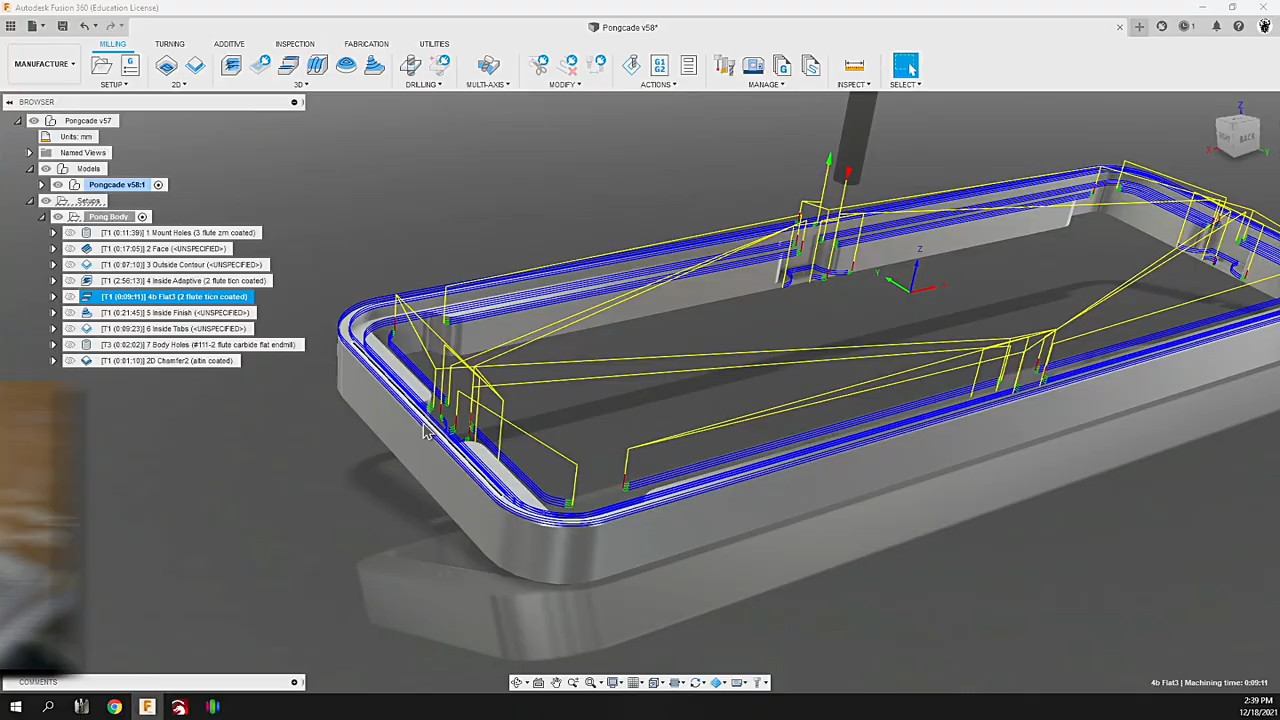 Autodesk Fusion 360 (Education License)
Pongcade v58*
1
MANUFACTURE
MILLING
TURNING
ADDITIVE
INSPECTION
FABRICATION
UTILITIES
G
G1
G2
G
SETUP
2D
3D
DRILLING
MULTI-AXIS
MODIFY
ACTIONS
MANAGE
INSPECT
SELECT
BROWSER
Pongcade v57
Units: mm
Named Views
Models
Pongcade v58:1
Setups
Pong Body
[T1 (0:11:39)] 1 Mount Holes (3 flute zrn coated)
[T1 (0:17:05)] 2 Face (<UNSPECIFIED>)
[T1 (0:07:10)] 3 Outside Contour (<UNSPECIFIED>)
[T1 (2:56:13)] 4 Inside Adaptive (2 flute ticn coated)
[T1 (0:09:11)] 4b Flat3 (2 flute ticn coated)
[T1 (0:21:45)] 5 Inside Finish (<UNSPECIFIED>)
[T1 (0:09:23)] 6 Inside Tabs (<UNSPECIFIED>)
[T3 (0:02:02)] 7 Body Holes (#111-2 flute carbide flat endmill)
[T1 (0:01:10)] 2D Chamfer2 (altin coated)
Z
BACK
X
Y
Z
Y
X
COMMENTS
4b Flat3 | Machining time: 0:09:11
2:39 PM
12/18/2021